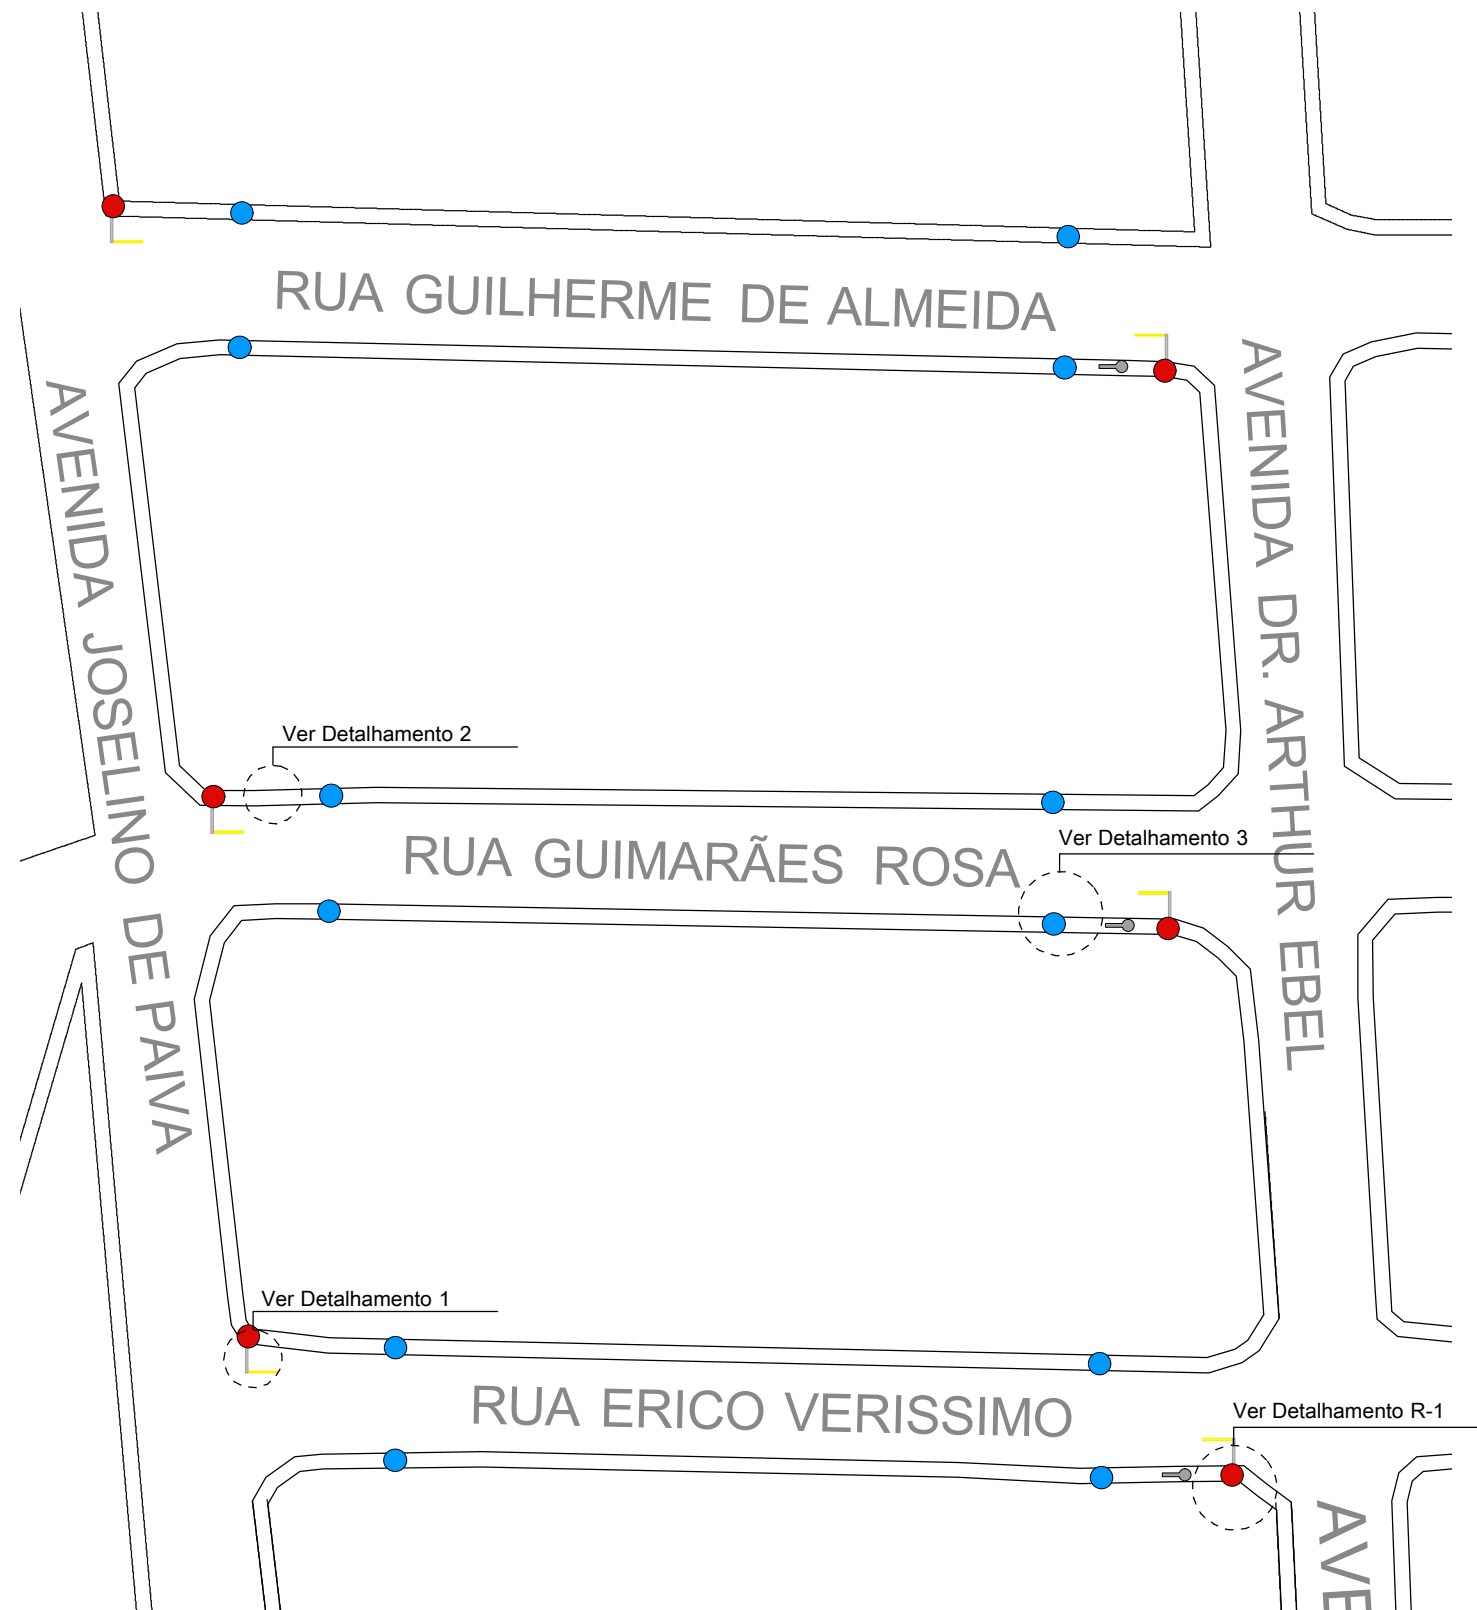 RUA GUILHERME DE ALMEIDA
AVENIDA JOSELINO DE PAIVA
AVENIDA DR. ARTHUR EBEL
Ver Detalhamento 2
Ver Detalhamento 3
RUA GUIMARÃES ROSA
Ver Detalhamento 1
RUA ERICO VERISSIMO
Ver Detalhamento R-1
AVE